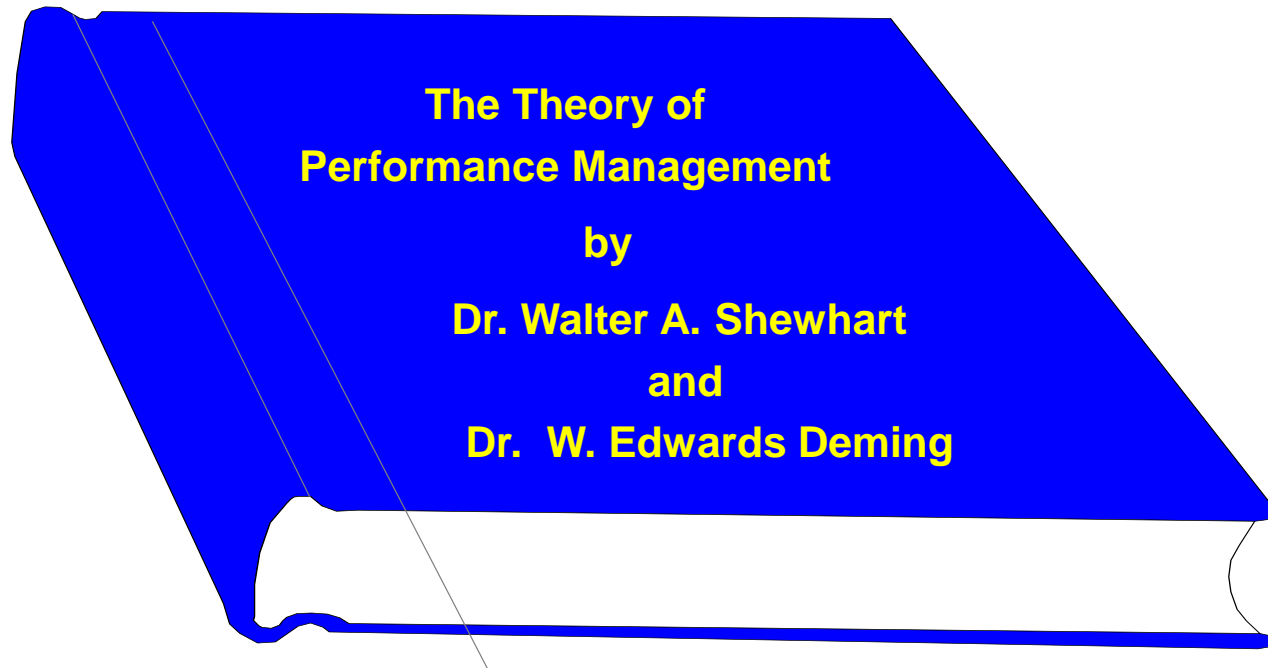 The Theory of
Performance Management
by
Dr. Walter A. Shewhart
and
Dr.  W. Edwards Deming